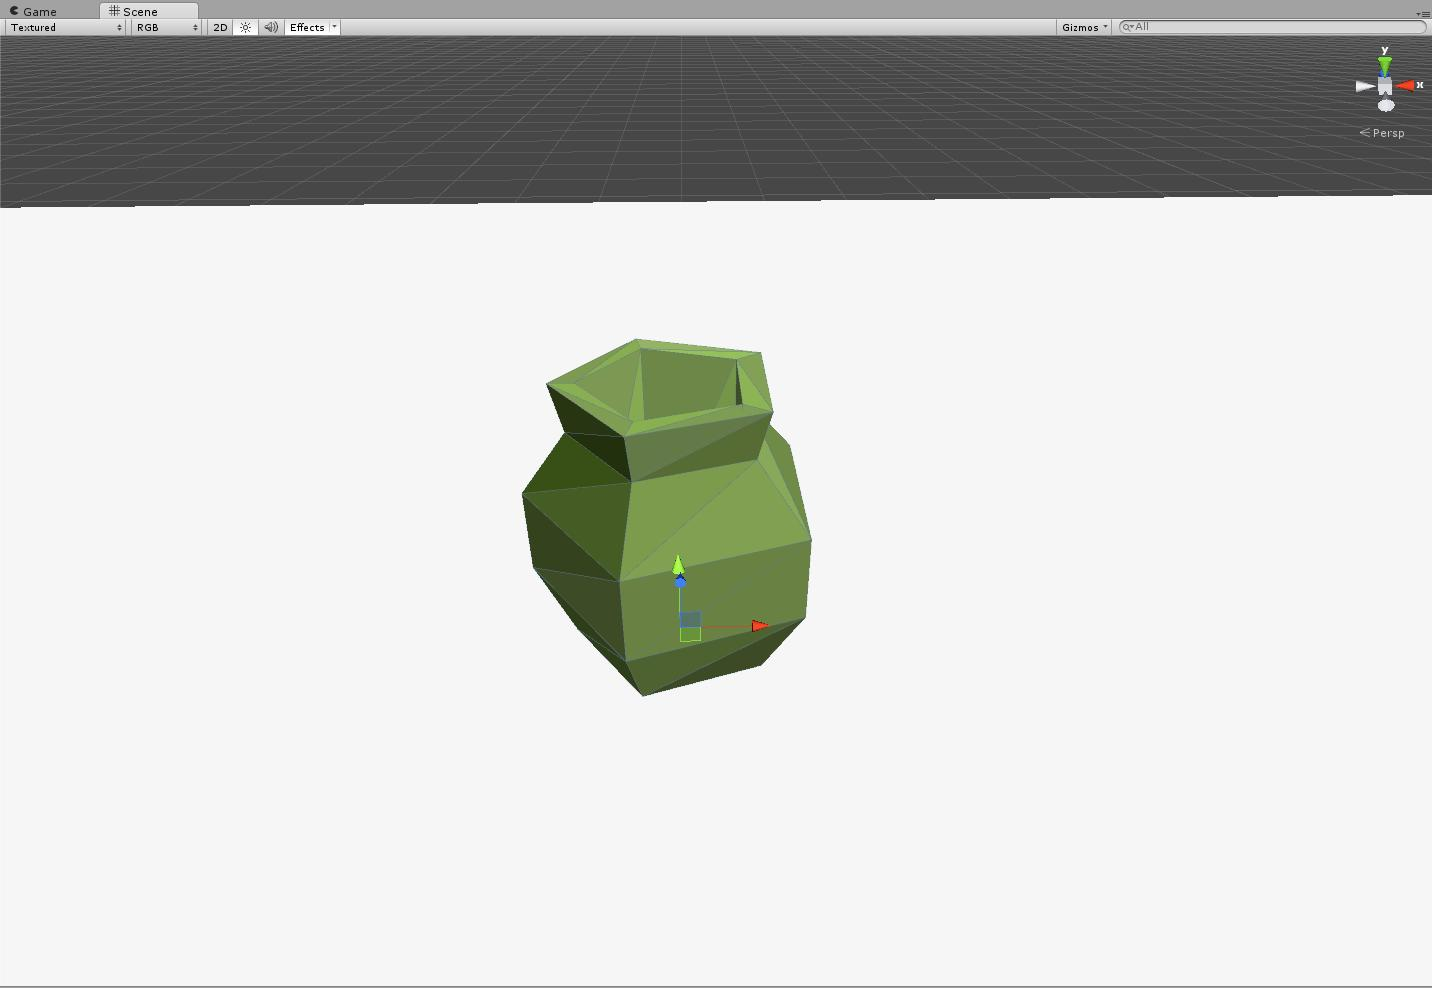 Game Scene
Textured RGB 2D Effects Gizmos All
y
x
Persp